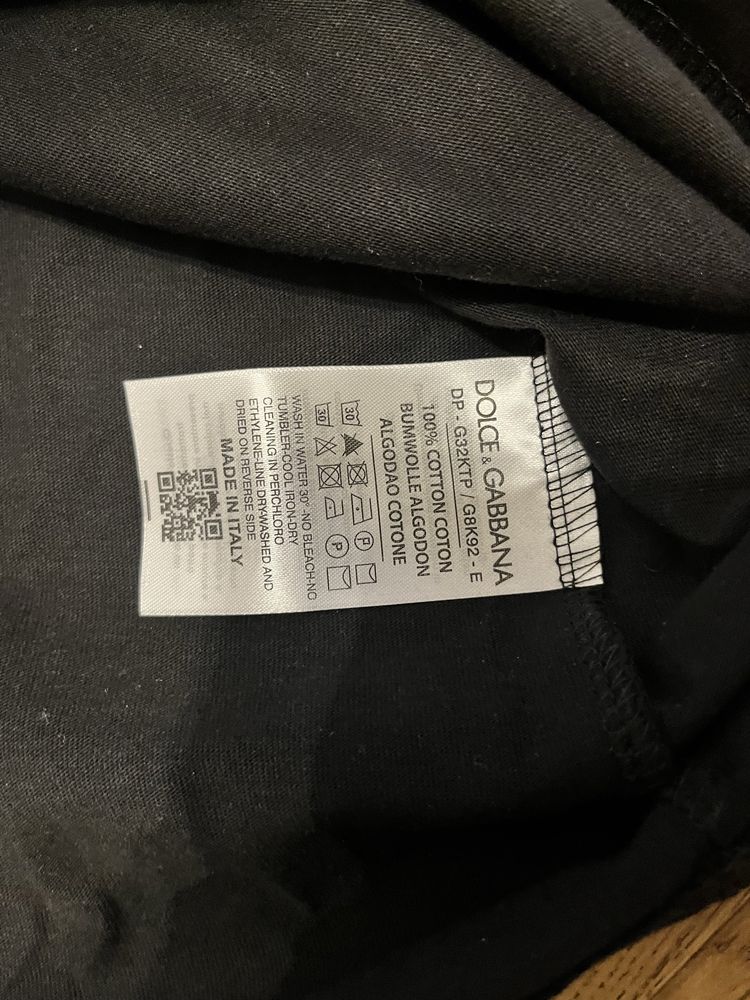 DOLCE & GABBANA
DP - G32KTP / G8K92 - E
100% COTTON COTON
BUMWOLLE ALGODON
ALGODAO COTONE
30 P
30 P
WASH IN WATER 30° -NO BLEACH-NO
TUMBLER-COOL IRON-DRY
CLEANING IN PERCHLORO
ETHYLENE-LINE DRY-WASHED AND
DRIED ON REVERSE SIDE
MADE IN ITALY